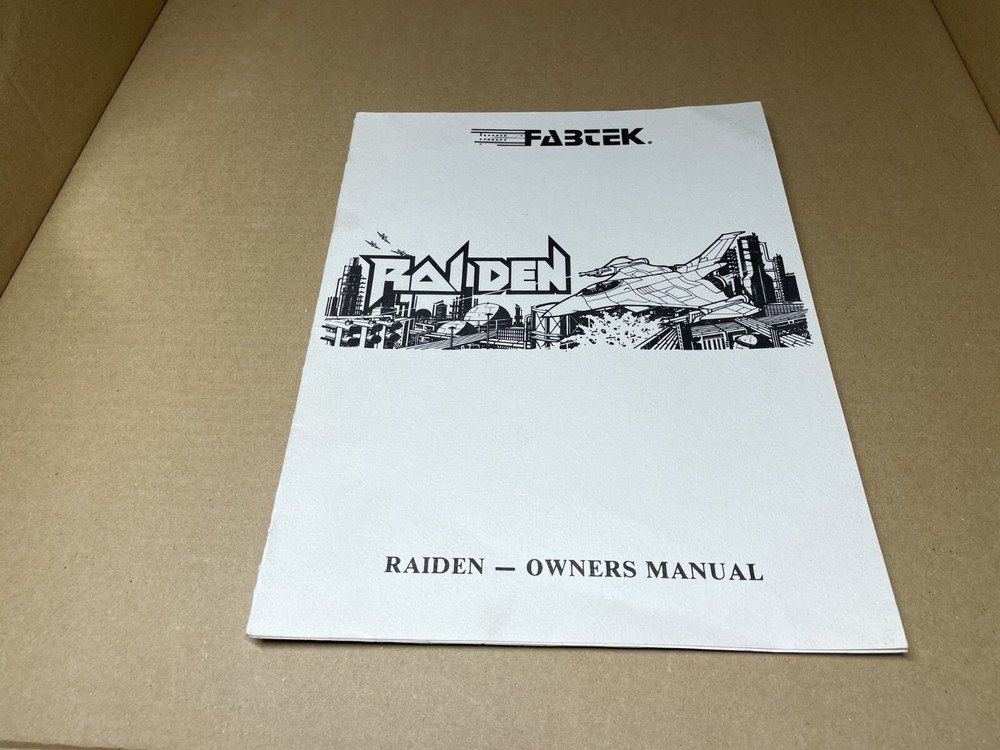 FABTEK
RAIDEN
RAIDEN — OWNERS MANUAL